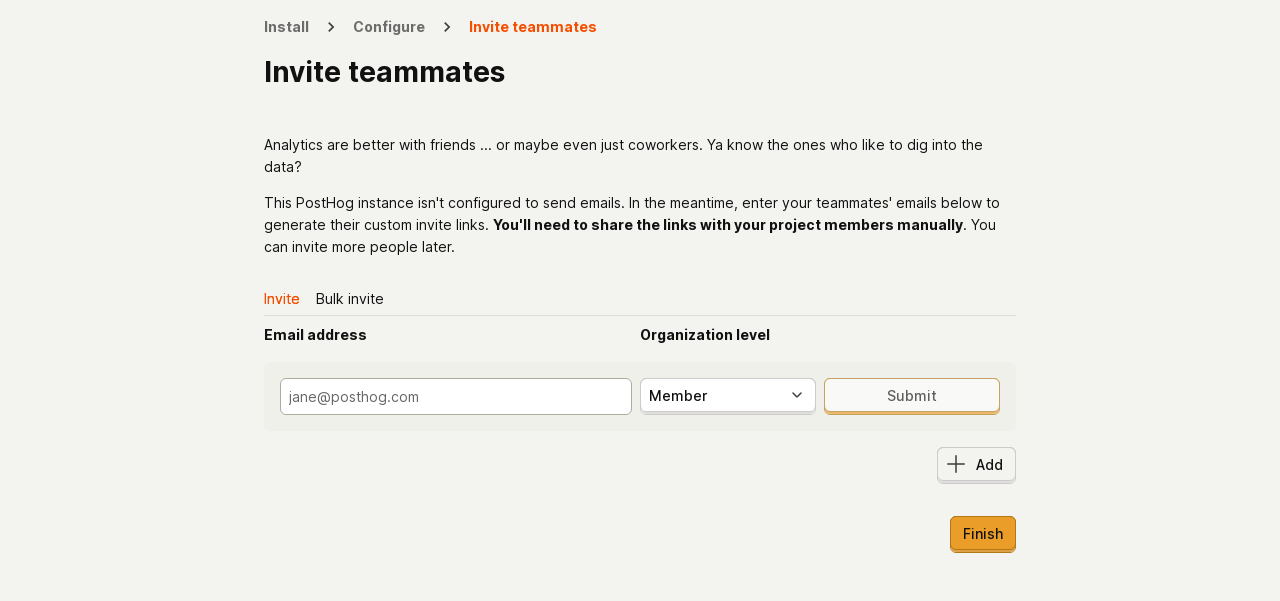 Install
Configure
Invite teammates
Invite teammates
Analytics are better with friends ... or maybe even just coworkers. Ya know the ones who like to dig into the
data?
This PostHog instance isn't configured to send emails. In the meantime, enter your teammates' emails below to
generate their custom invite links. You'll need to share the links with your project members manually. You
can invite more people later.
Invite
Bulk invite
Email address
Organization level
jane@posthog.com
Member
Submit
Add
Finish